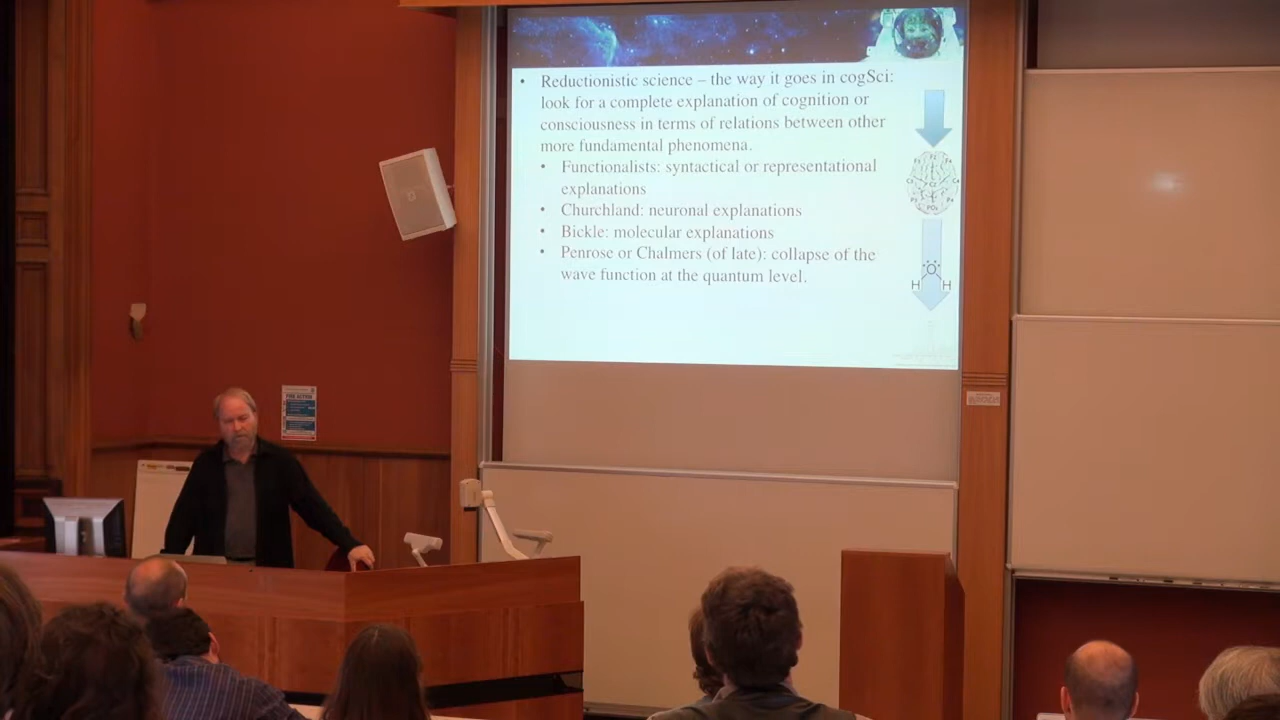 • Reductionistic science – the way it goes in cogSci:
look for a complete explanation of cognition or
consciousness in terms of relations between other
more fundamental phenomena.
• Functionalists: syntactical or representational
explanations
• Churchland: neuronal explanations
• Bickle: molecular explanations
• Penrose or Chalmers (of late): collapse of the
wave function at the quantum level.
O
H H